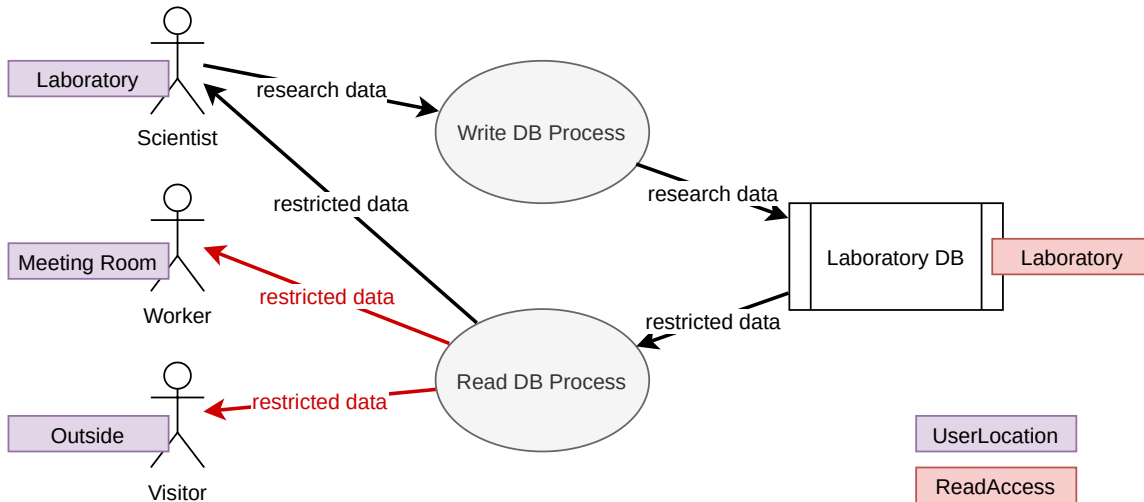 Laboratory
Scientist
research data
Write DB Process
research data
restricted data
Meeting Room
Worker
restricted data
Laboratory DB
Laboratory
restricted data
Read DB Process
restricted data
Outside
Visitor
UserLocation
ReadAccess